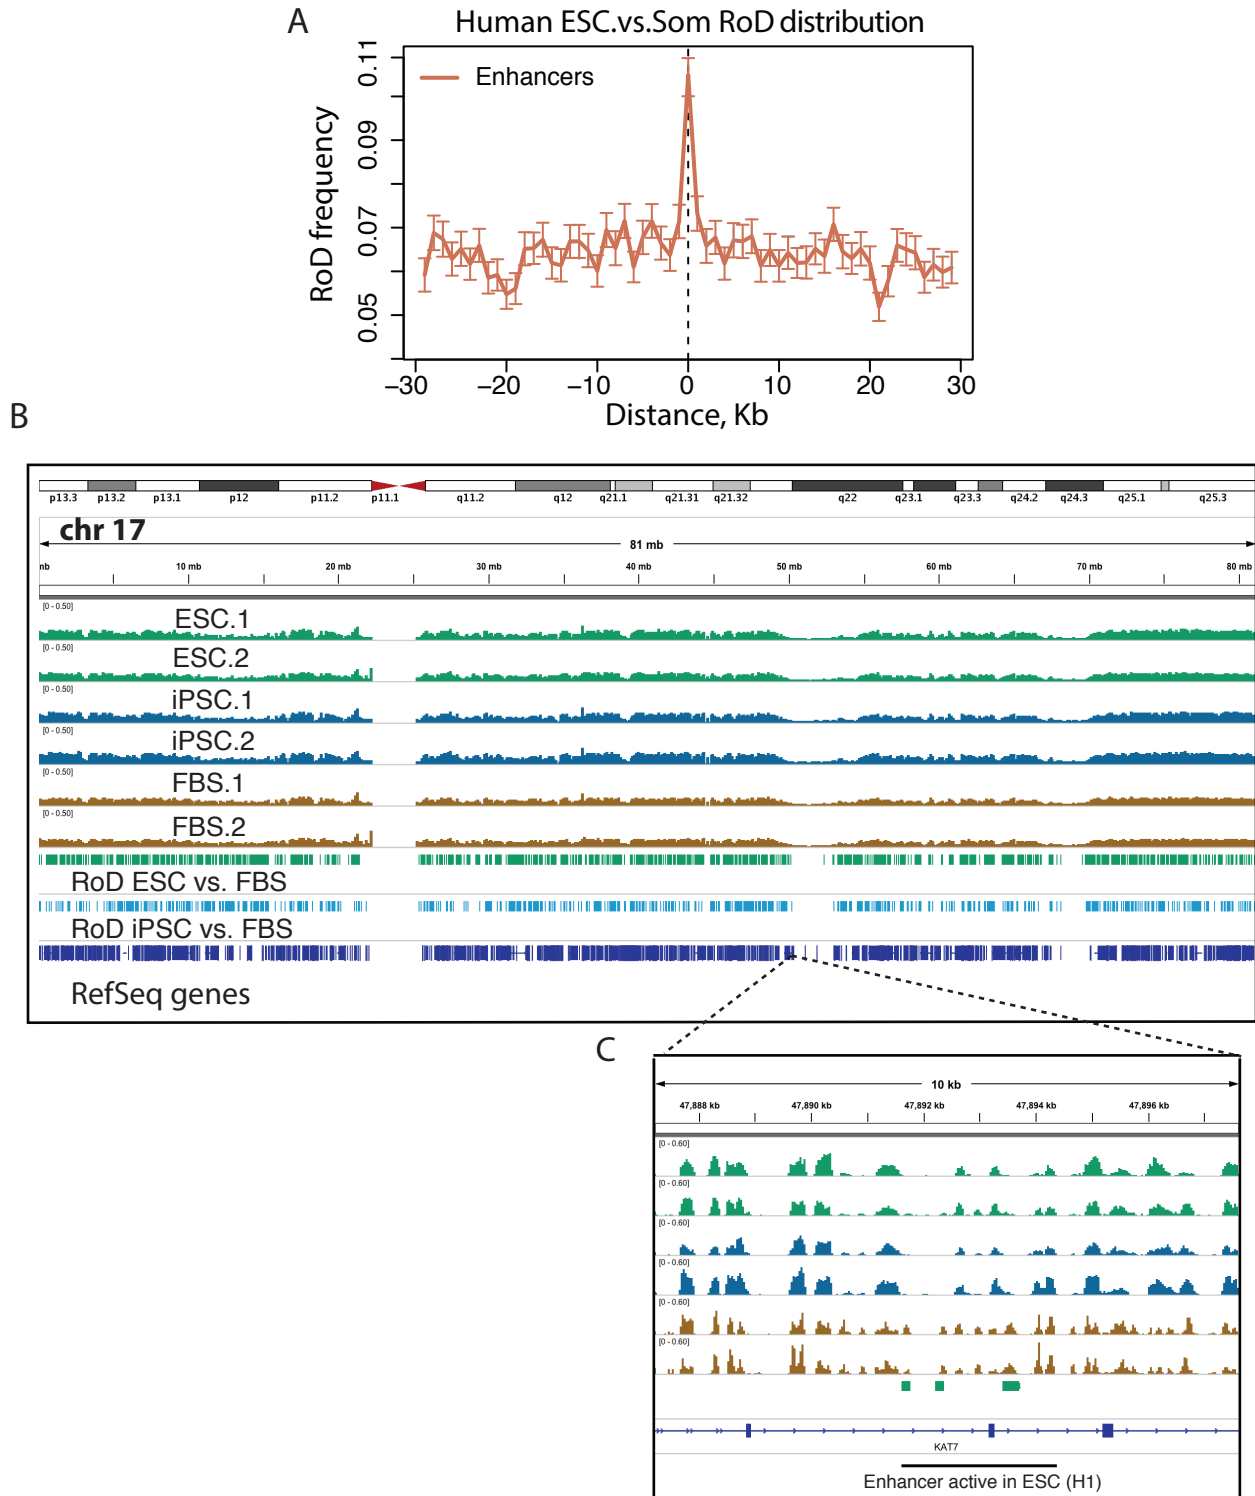 A
Human ESC.vs.Som RoD distribution
Enhancers
RoD frequency
0.11
0.09
0.07
0.05
−30 −20 −10 0 10 20 30
Distance, Kb
B
p13.3 p13.2 p13.1 p12 p11.2 p11.1 q11.2 q12 q21.1 q21.31 q21.32 q22 q23.1 q23.3 q24.2 q24.3 q25.1 q25.3
chr 17
81 mb
nb 10 mb 20 mb 30 mb 40 mb 50 mb 60 mb 70 mb 80 mb
[0 - 0.50]
ESC.1
[0 - 0.50]
ESC.2
[0 - 0.50]
iPSC.1
[0 - 0.50]
iPSC.2
[0 - 0.50]
FBS.1
[0 - 0.50]
FBS.2
RoD ESC vs. FBS
RoD iPSC vs. FBS
RefSeq genes
C
10 kb
47,888 kb 47,890 kb 47,892 kb 47,894 kb 47,896 kb
[0 - 0.60]
[0 - 0.60]
[0 - 0.60]
[0 - 0.60]
[0 - 0.60]
[0 - 0.60]
KAT7
Enhancer active in ESC (H1)